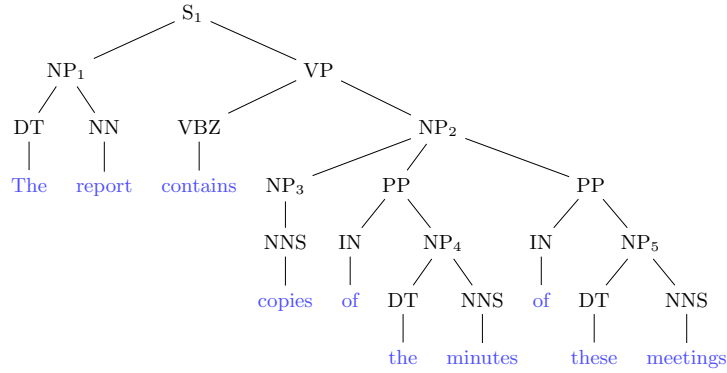 S₁
NP₁ VP
DT NN VBZ NP₂
The report contains NP₃ PP PP
NNS IN NP₄ IN NP₅
copies of DT NNS of DT NNS
the minutes these meetings